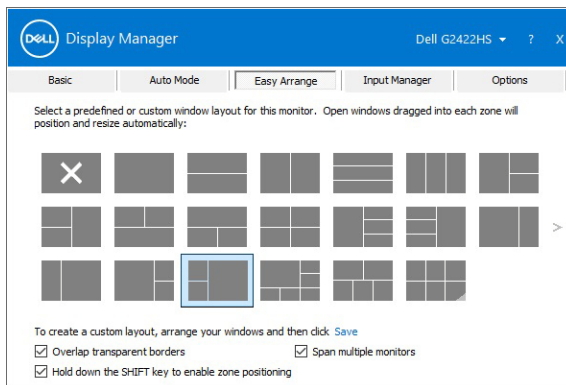 DELL Display Manager Dell G2422HS ? X
Basic Auto Mode Easy Arrange Input Manager Options
Select a predefined or custom window layout for this monitor. Open windows dragged into each zone will
position and resize automatically:
To create a custom layout, arrange your windows and then click Save
Overlap transparent borders Span multiple monitors
Hold down the SHIFT key to enable zone positioning